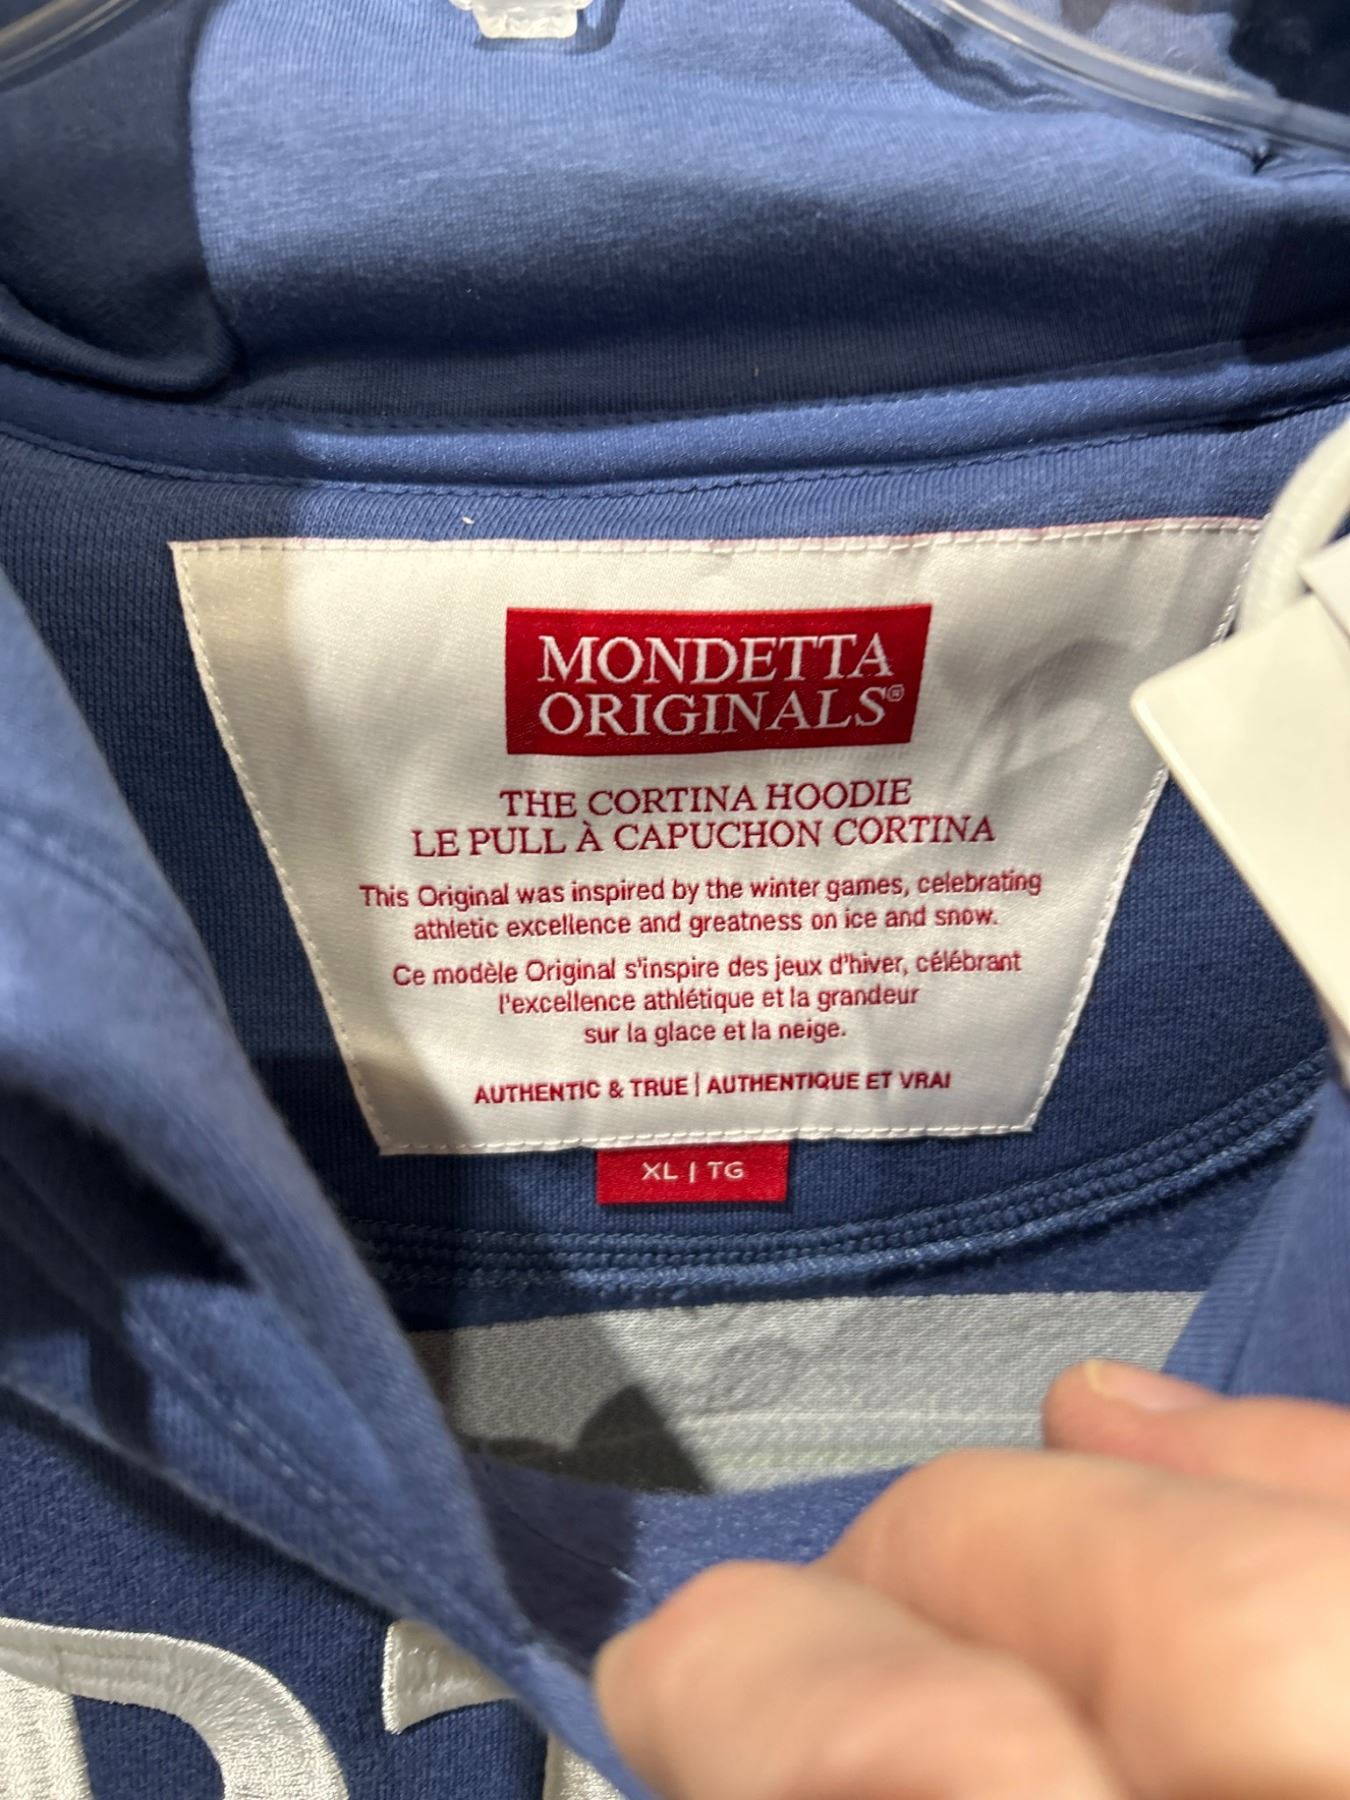 MONDETTA
ORIGINALS®
THE CORTINA HOODIE
LE PULL À CAPUCHON CORTINA
This Original was inspired by the winter games, celebrating
athletic excellence and greatness on ice and snow.
Ce modèle Original s'inspire des jeux d'hiver, célébrant
l'excellence athlétique et la grandeur
sur la glace et la neige.
AUTHENTIC & TRUE | AUTHENTIQUE ET VRAI
XL | TG